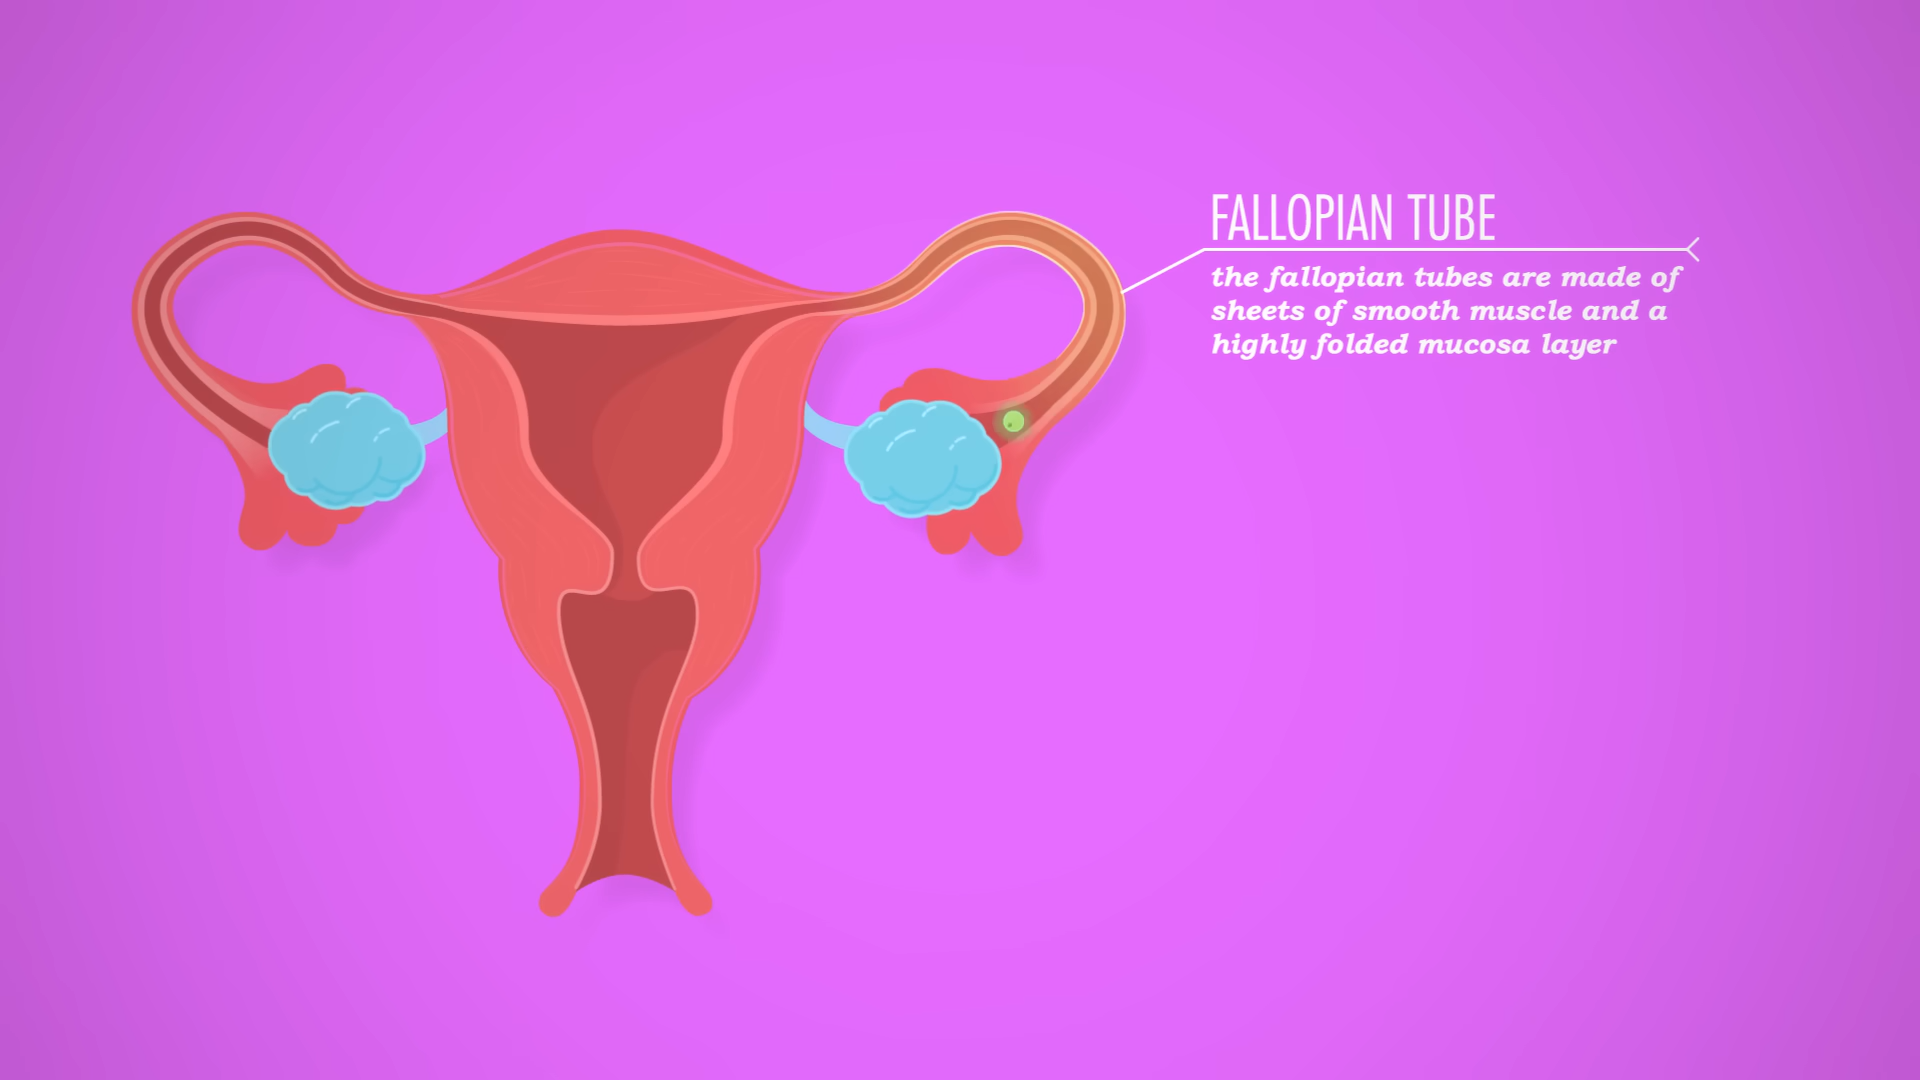 FALLOPIAN TUBE
the fallopian tubes are made of
sheets of smooth muscle and a
highly folded mucosa layer